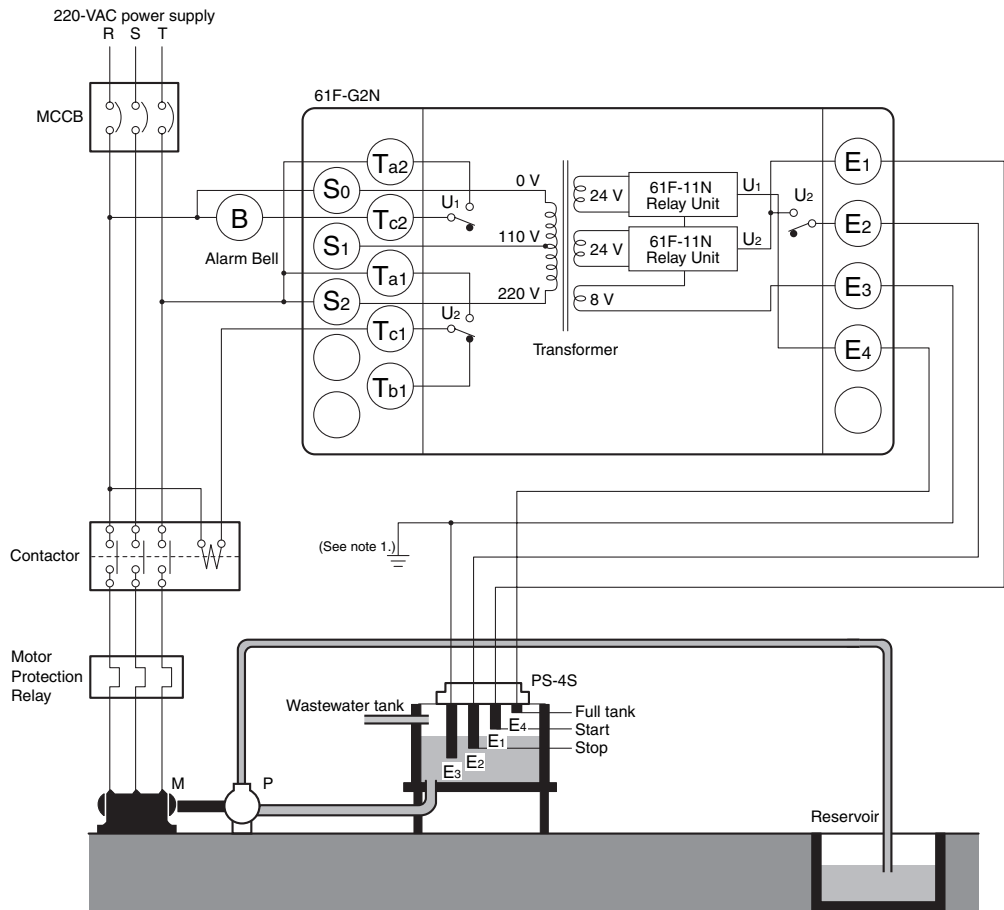 220-VAC power supply
R S T
MCCB
61F-G2N
Ta2
S0
B
Alarm Bell
Tc2
S1
Ta1
S2
Tc1
Tb1
U1
U2
0 V
110 V
220 V
24 V
24 V
8 V
Transformer
61F-11N
Relay Unit
U1
61F-11N
Relay Unit
U2
U2
E1
E2
E3
E4
Contactor
(See note 1.)
Motor
Protection
Relay
PS-4S
Wastewater tank
Full tank
Start
Stop
E4
E1
E2
E3
M
P
Reservoir